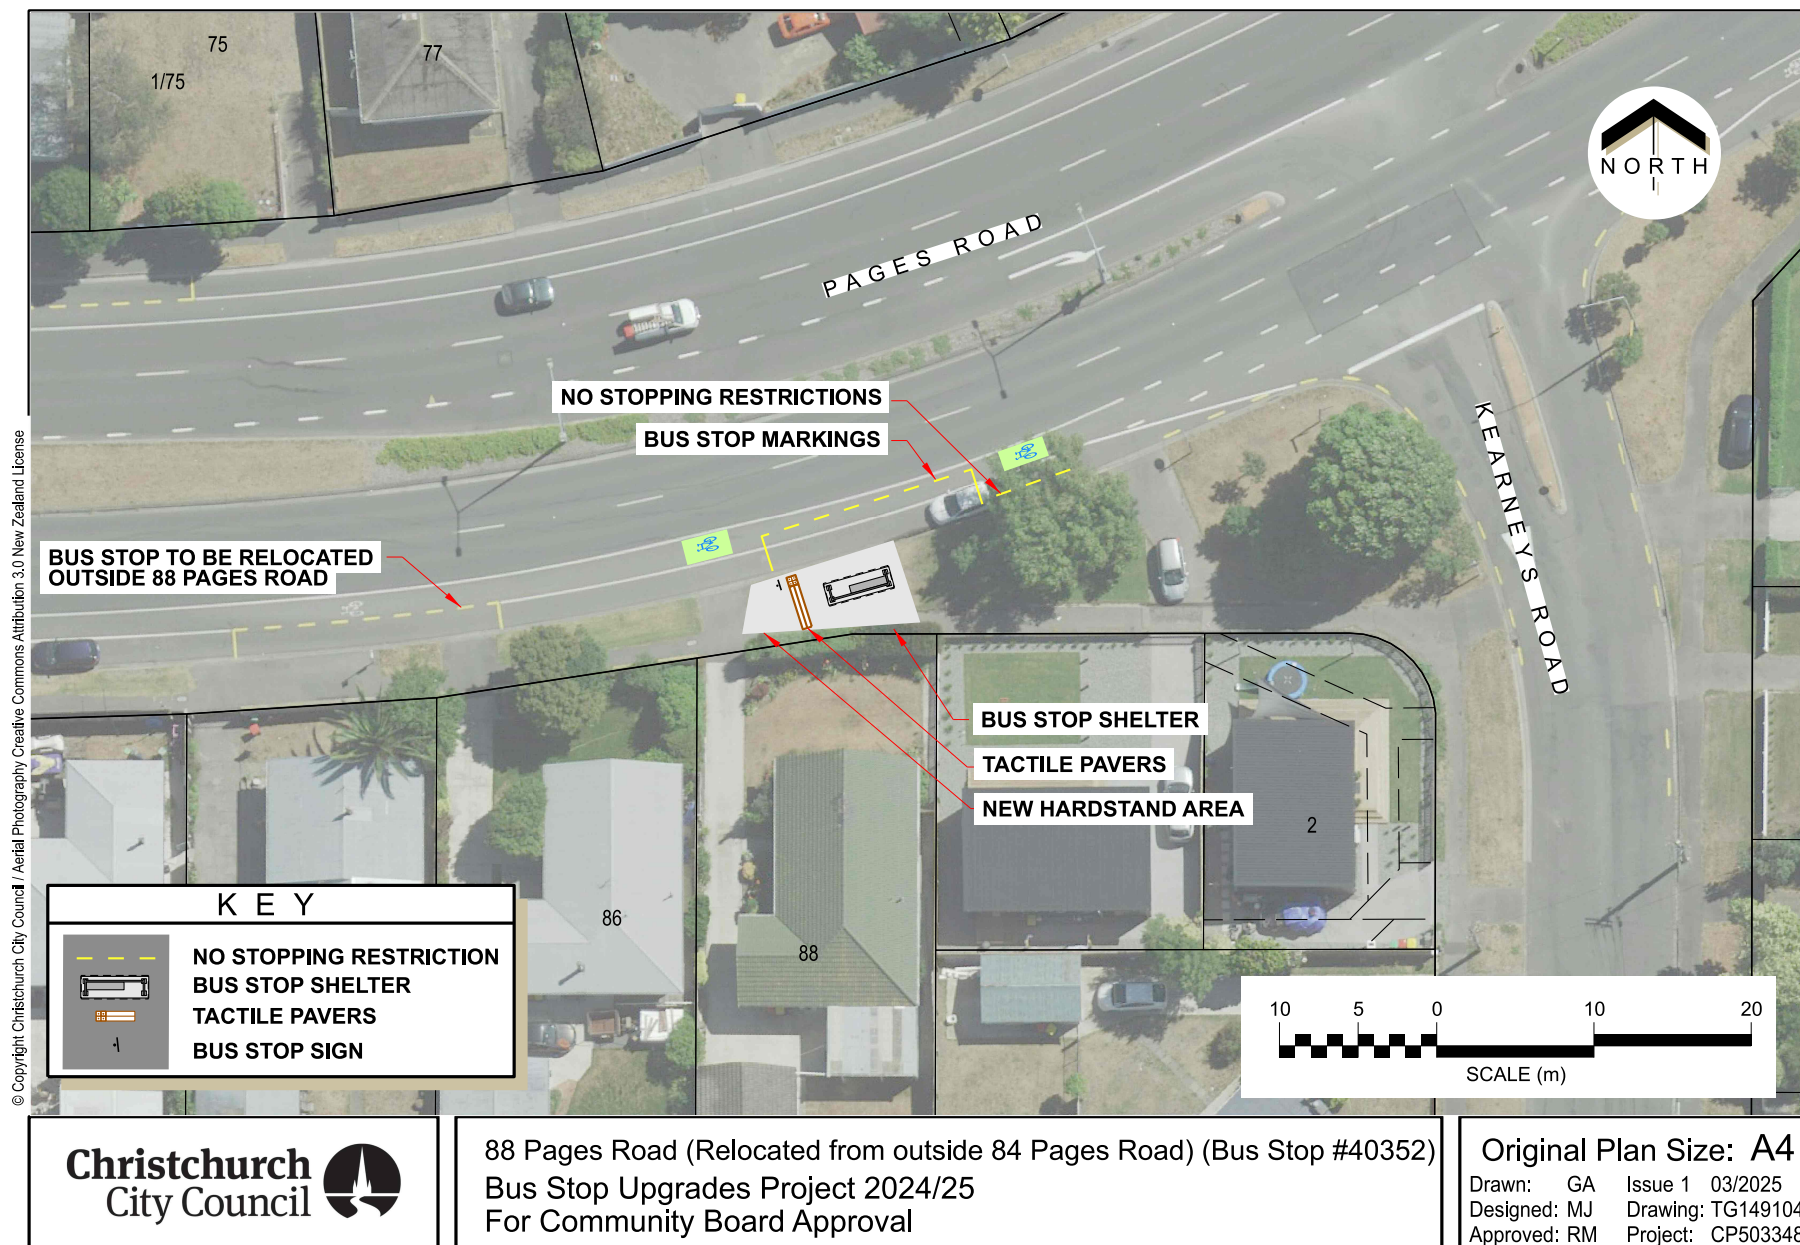 75
1/75
77
NORTH
PAGES ROAD
NO STOPPING RESTRICTIONS
BUS STOP MARKINGS
KEARNEYS ROAD
BUS STOP TO BE RELOCATED
OUTSIDE 88 PAGES ROAD
BUS STOP SHELTER
TACTILE PAVERS
NEW HARDSTAND AREA
2
86
88
KEY
NO STOPPING RESTRICTION
BUS STOP SHELTER
TACTILE PAVERS
BUS STOP SIGN
10 5 0 10 20
SCALE (m)
© Copyright Christchurch City Council / Aerial Photography Creative Commons Attribution 3.0 New Zealand License
Christchurch
City Council
88 Pages Road (Relocated from outside 84 Pages Road) (Bus Stop #40352)
Bus Stop Upgrades Project 2024/25
For Community Board Approval
Original Plan Size: A4
Drawn: GA Issue 1 03/2025
Designed: MJ Drawing: TG149104
Approved: RM Project: CP503348